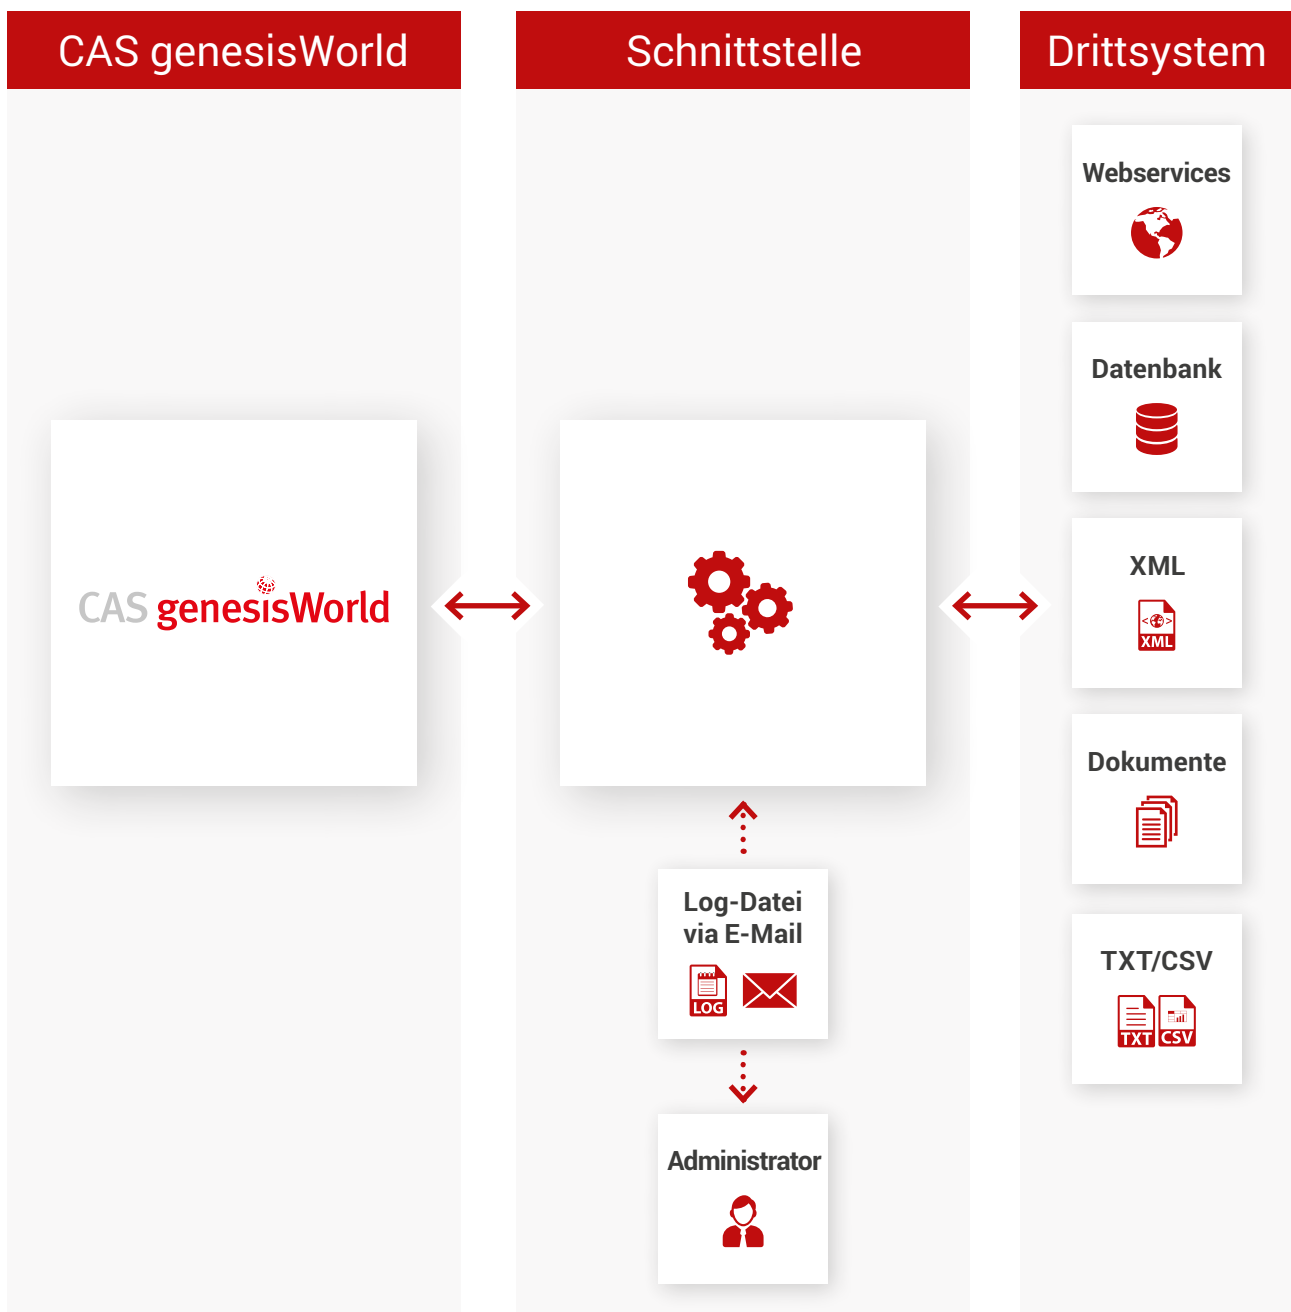 CAS genesisWorld
Schnittstelle
Drittsystem
CAS genesisWorld
Webservices
Datenbank
XML
XML
Dokumente
TXT/CSV
TXT CSV
Log-Datei
via E-Mail
LOG
Administrator